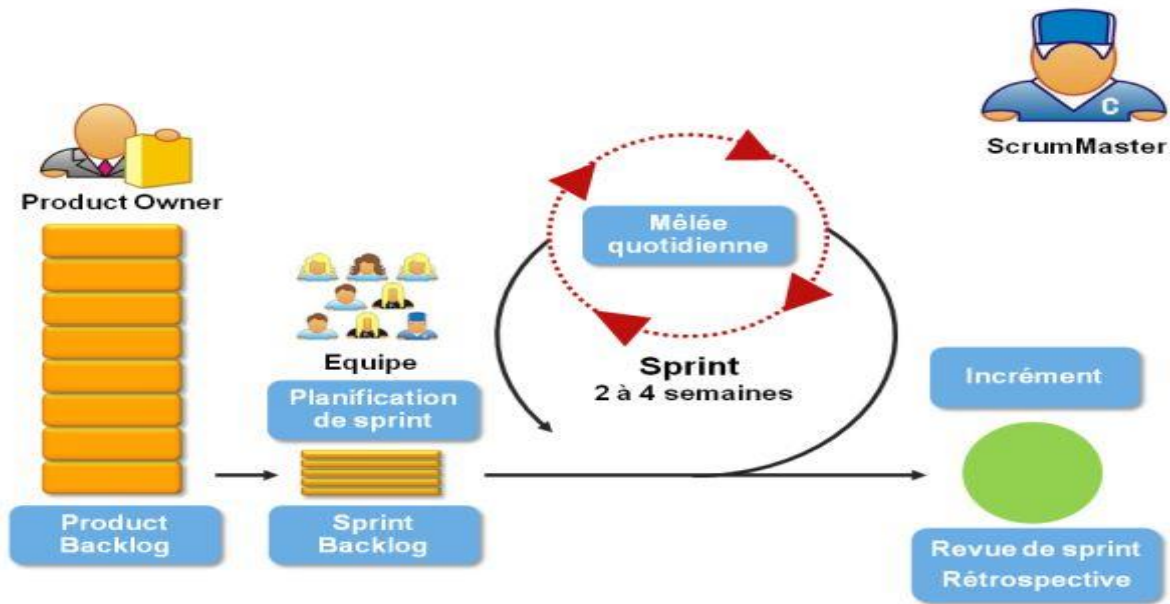 C
ScrumMaster
Product Owner
Mêlée
quotidienne
Equipe
Sprint
2 à 4 semaines
Planification
de sprint
Incrément
Product
Backlog
Sprint
Backlog
Revue de sprint
Rétrospective